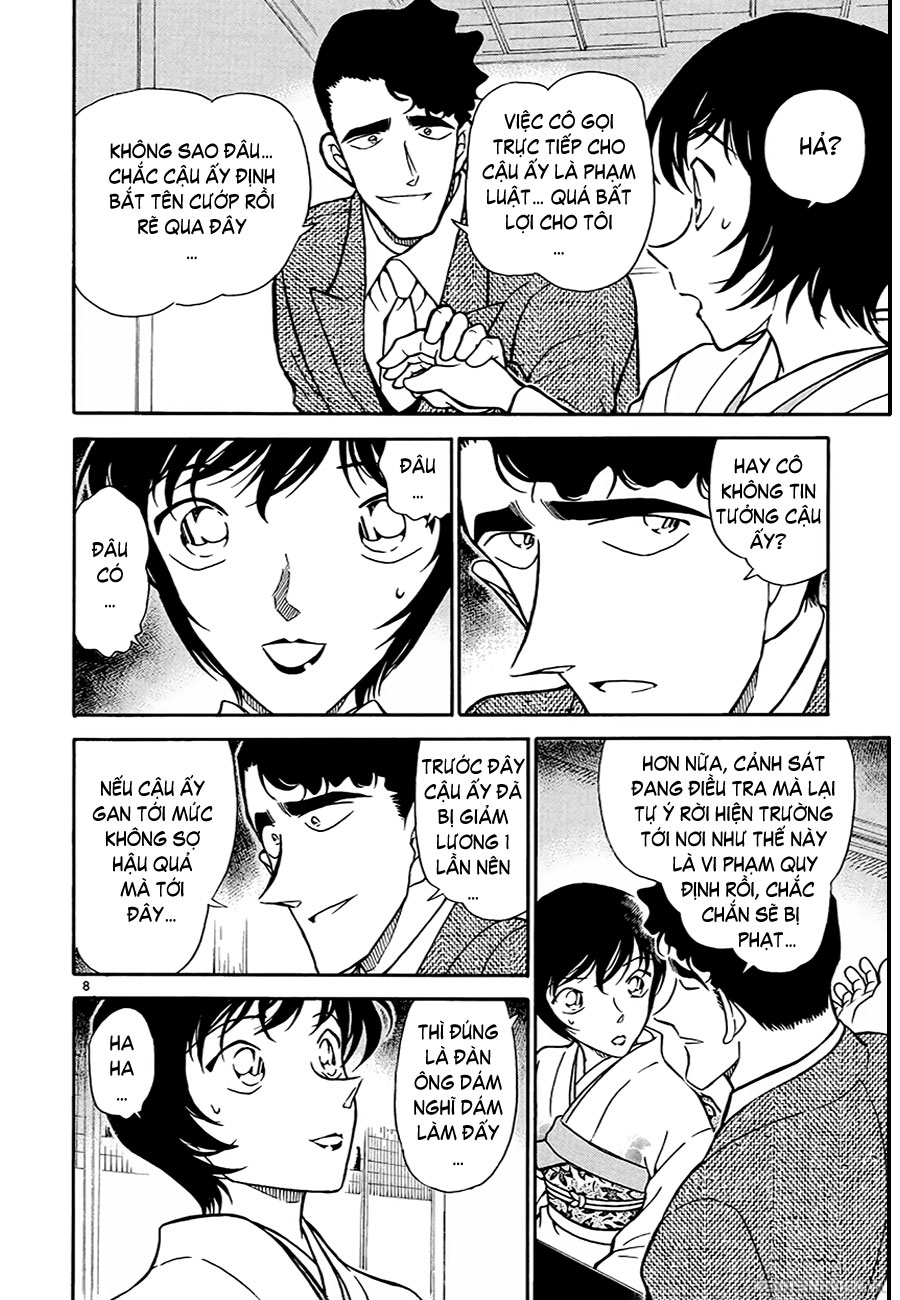 HẢ?
VIỆC CÔ GỌI
TRỰC TIẾP CHO
CẬU ẤY LÀ PHẠM
LUẬT... QUÁ BẤT
LỢI CHO TÔI
...
KHÔNG SAO ĐÂU...
CHẮC CẬU ẤY ĐỊNH
BẮT TÊN CƯỚP RỒI
RẼ QUA ĐÂY
...
HAY CÔ
KHÔNG TIN
TƯỞNG CẬU
ẤY?
ĐÂU
...
ĐÂU
CÓ
...
HƠN NỮA, CẢNH SÁT
ĐANG ĐIỀU TRA MÀ LẠI
TỰ Ý RỜI HIỆN TRƯỜNG
TỚI NƠI NHƯ THẾ NÀY
LÀ VI PHẠM QUY
ĐỊNH RỒI, CHẮC
CHẮN SẼ BỊ
PHẠT...
TRƯỚC ĐÂY
CẬU ẤY ĐÃ
BỊ GIẢM
LƯƠNG 1
LẦN NÊN
...
NẾU CẬU ẤY
GAN TỚI MỨC
KHÔNG SỢ
HẬU QUẢ
MÀ TỚI
ĐÂY...
8
THÌ ĐÚNG
LÀ ĐÀN
ÔNG DÁM
NGHĨ DÁM
LÀM ĐẤY
...
HA
HA
...